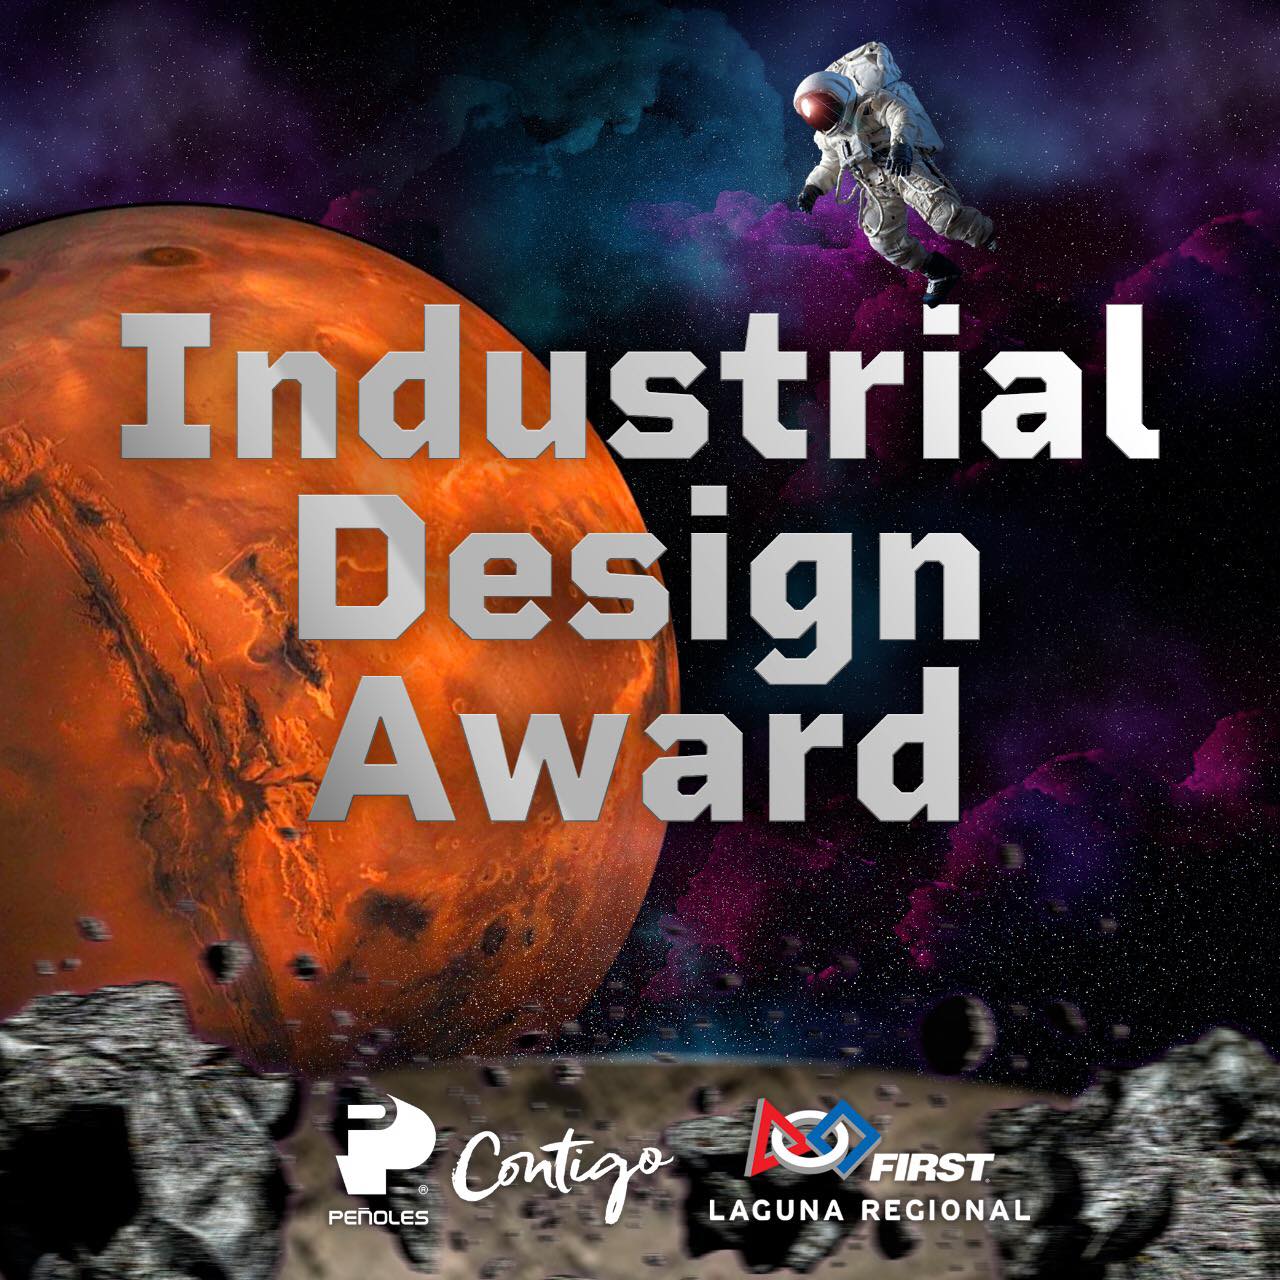 Industrial
Design
Award
Contigo
PEÑOLES
®
FIRST®
LAGUNA REGIONAL